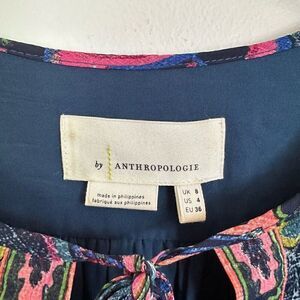 by ANTHROPOLOGIE
made in philippines
fabriqué aux philippines
UK 8
US 4
EU 36